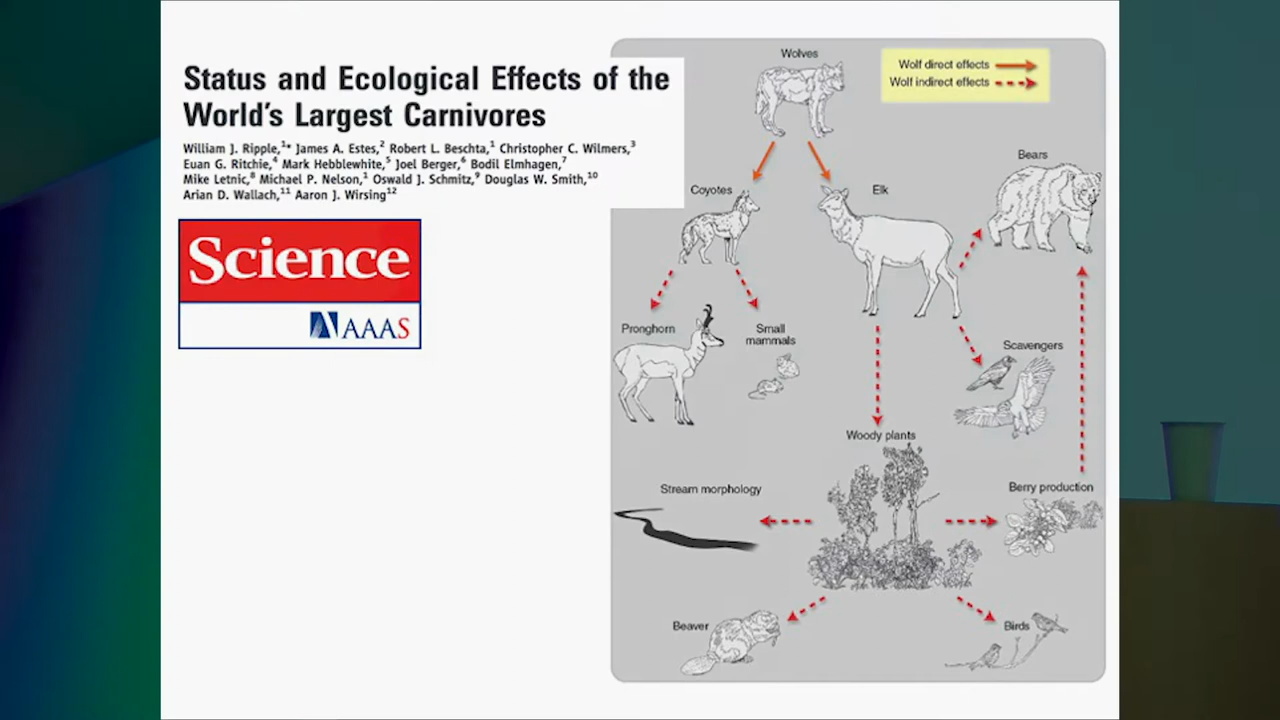 Status and Ecological Effects of the
World's Largest Carnivores
William J. Ripple,1* James A. Estes,2 Robert L. Beschta,1 Christopher C. Wilmers,3
Euan G. Ritchie,4 Mark Hebblewhite,5 Joel Berger,6 Bodil Elmhagen,7
Mike Letnic,8 Michael P. Nelson,1 Oswald J. Schmitz,9 Douglas W. Smith,10
Arian D. Wallach,11 Aaron J. Wirsing12
Science
AAAS
Wolves
Wolf direct effects
Wolf indirect effects
Bears
Coyotes
Elk
Pronghorn
Small
mammals
Scavengers
Woody plants
Stream morphology
Berry production
Beaver
Birds